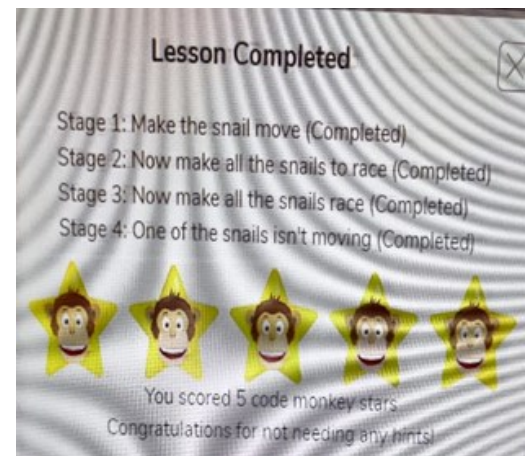 Lesson Completed
Stage 1: Make the snail move (Completed)
Stage 2: Now make all the snails to race (Completed)
Stage 3: Now make all the snails race (Completed)
Stage 4: One of the snails isn't moving (Completed)
You scored 5 code monkey stars
Congratulations for not needing any hints!